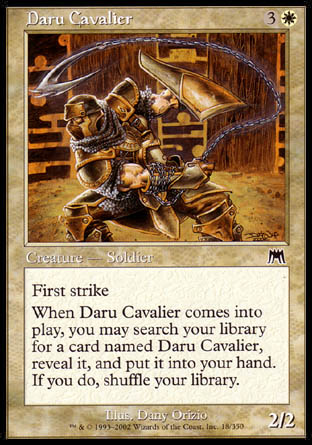 Daru Cavalier 3
Creature — Soldier
First strike
When Daru Cavalier comes into
play, you may search your library
for a card named Daru Cavalier,
reveal it, and put it into your hand.
If you do, shuffle your library.
Illus. Dany Orizio
2/2
™ & © 1993–2002 Wizards of the Coast, Inc. 18/350